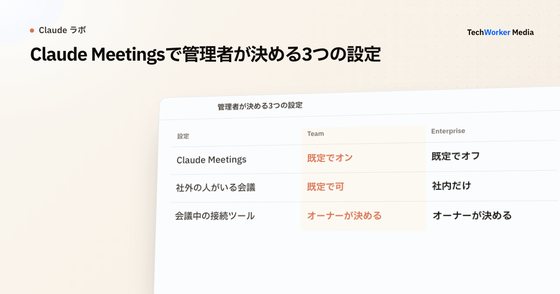 Claude ラボ
TechWorker Media
Claude Meetingsで管理者が決める3つの設定
管理者が決める3つの設定
設定 Team Enterprise
Claude Meetings 既定でオン 既定でオフ
社外の人がいる会議 既定で可 社内だけ
会議中の接続ツール オーナーが決める オーナーが決める